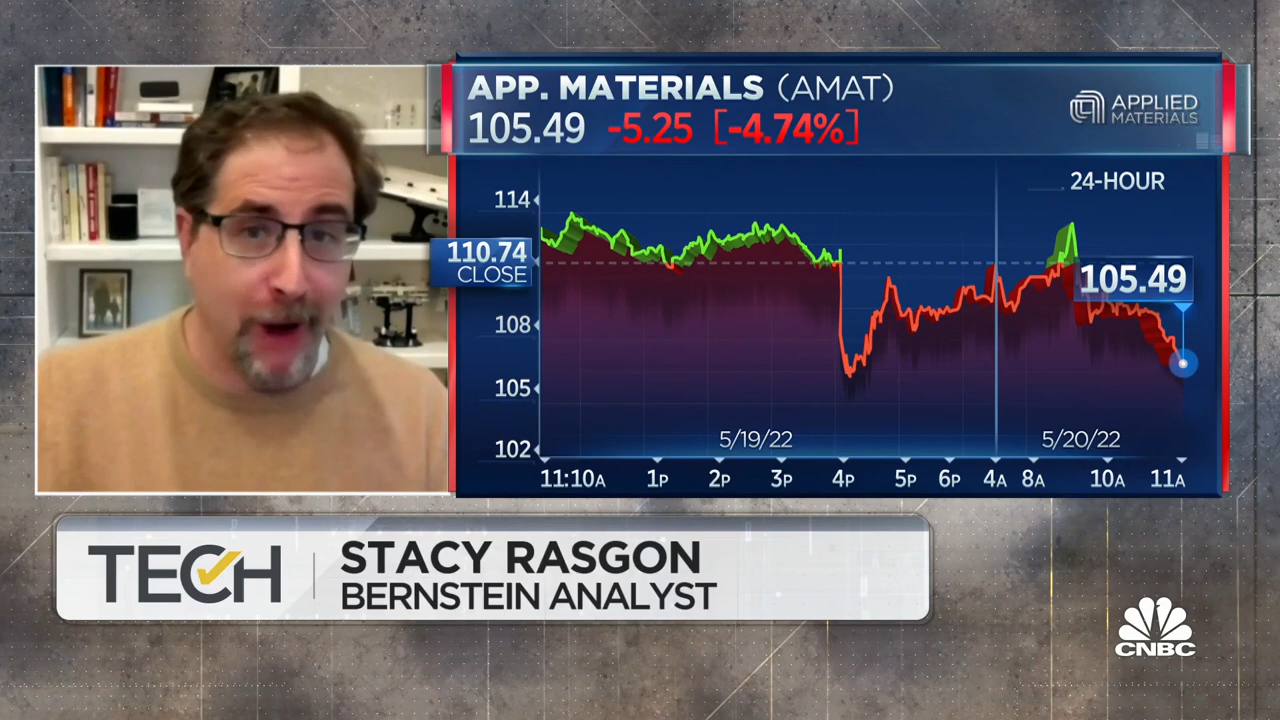 APP. MATERIALS (AMAT)
105.49 -5.25 [-4.74%]
APPLIED
MATERIALS
24-HOUR
114
110.74
CLOSE
105.49
108
105
102
5/19/22
5/20/22
11:10A 1P 2P 3P 4P 5P 6P 4A 8A 10A 11A
TECH
STACY RASGON
BERNSTEIN ANALYST
CNBC